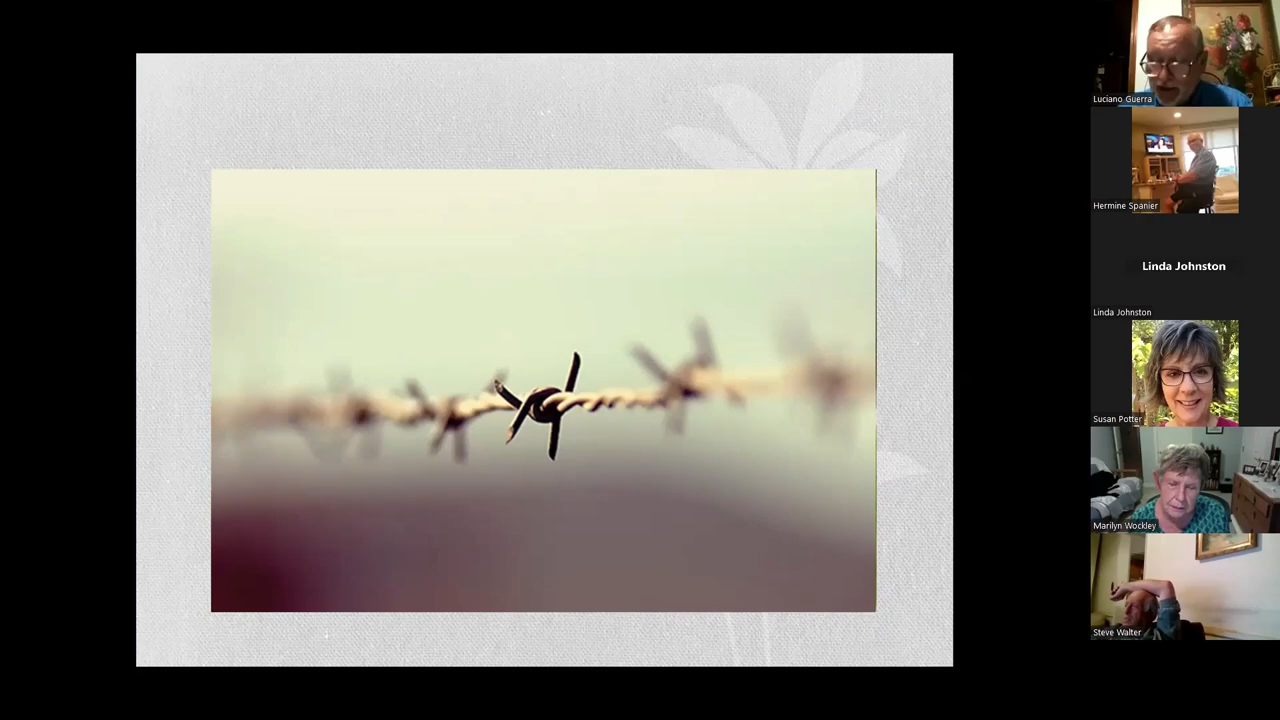 Luciano Guerra
Hermine Spanier
Linda Johnston
Linda Johnston
Susan Potter
Marilyn Wockley
Steve Walter